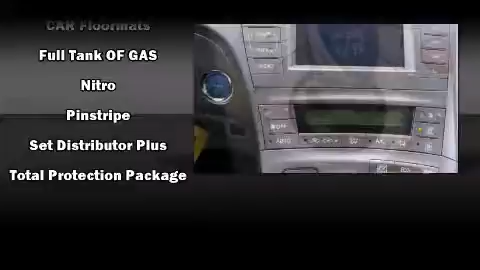 CAR Floormats
Full Tank OF GAS
Nitro
Pinstripe
Set Distributor Plus
Total Protection Package